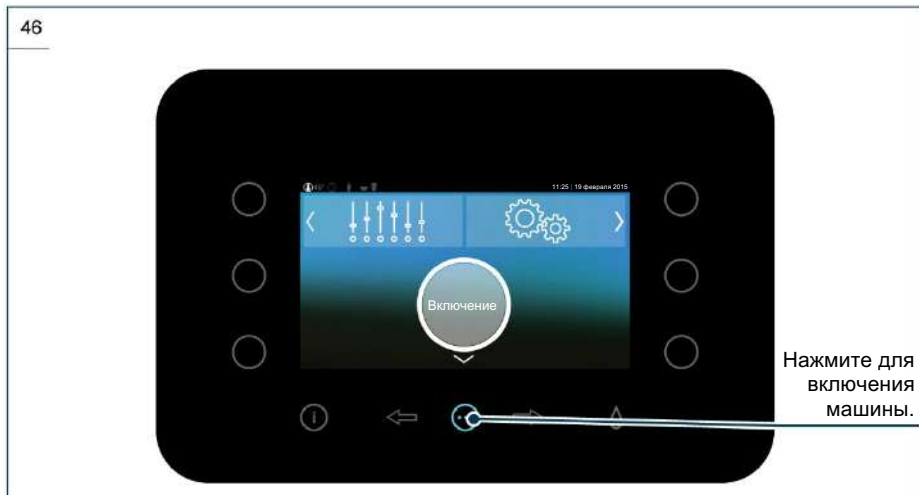 46
11:25 | 19 февраля 2015
Включение
Нажмите для
включения
машины.